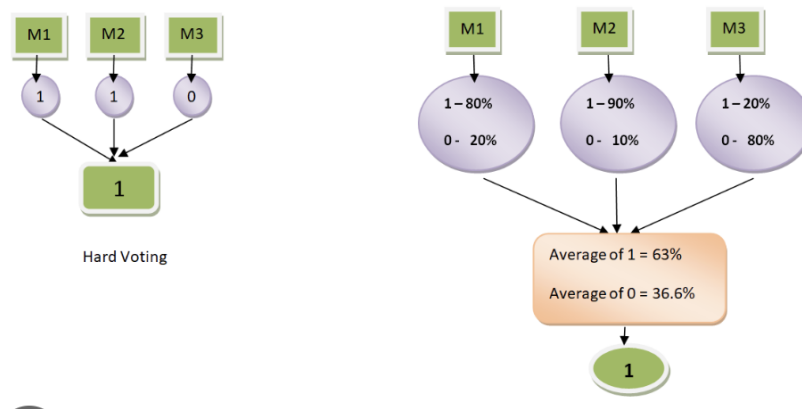 M1 M2 M3
1 1 0
1
Hard Voting
M1 M2 M3
1 – 80% 1 – 90% 1 – 20%
0 - 20% 0 - 10% 0 - 80%
Average of 1 = 63%
Average of 0 = 36.6%
1